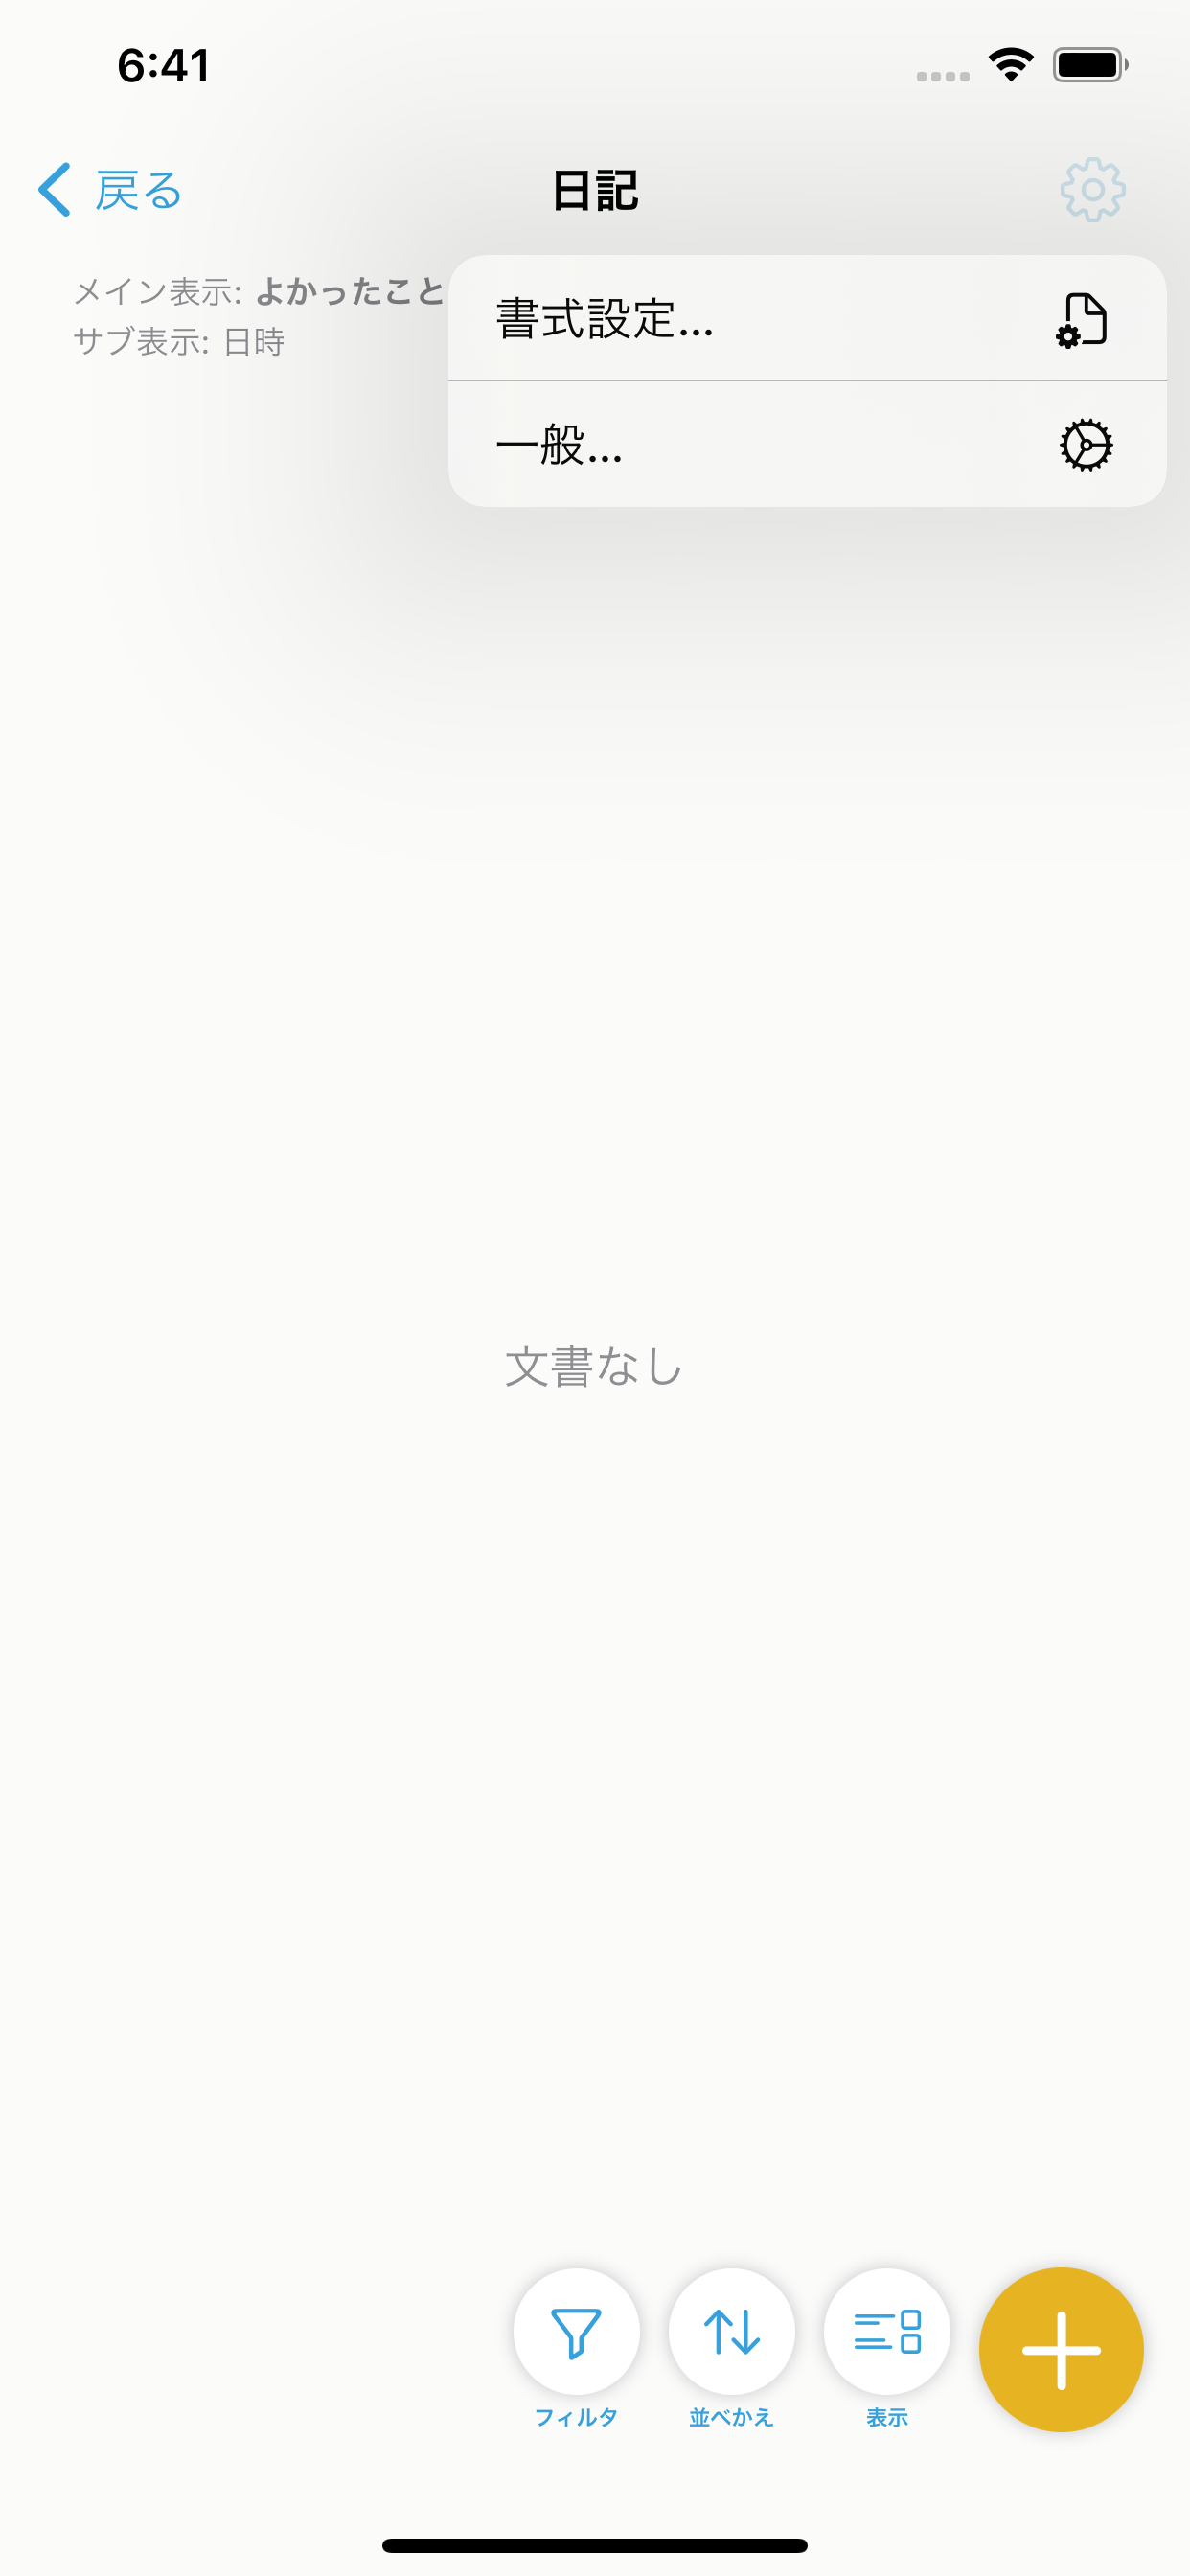 6:41
戻る
日記
メイン表示: よかったこと
サブ表示: 日時
書式設定...
一般...
文書なし
フィルタ
並べかえ
表示